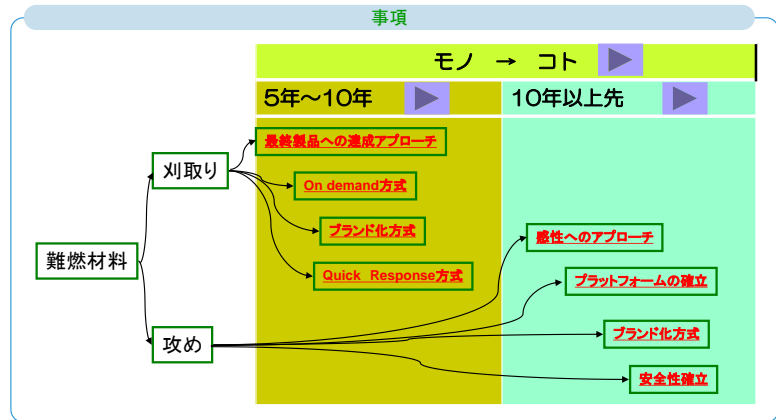 事項
モノ → コト
5年~10年
10年以上先
最終製品への達成アプローチ
刈取り
On demand方式
ブランド化方式
感性へのアプローチ
難燃材料
Quick Response方式
プラットフォームの確立
攻め
ブランド化方式
安全性確立